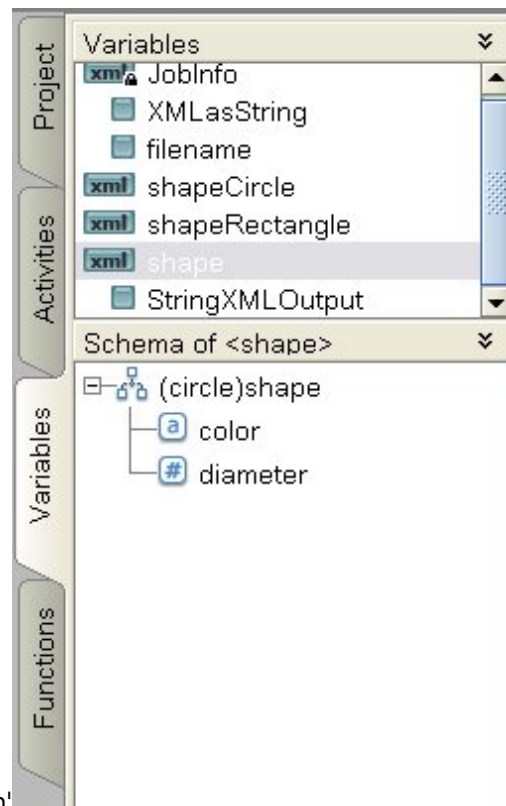 Project
Activities
Variables
Functions
Variables
xml JobInfo
XMLasString
filename
xml shapeCircle
xml shapeRectangle
xml shape
StringXMLOutput
Schema of <shape>
(circle)shape
a color
# diameter
n'